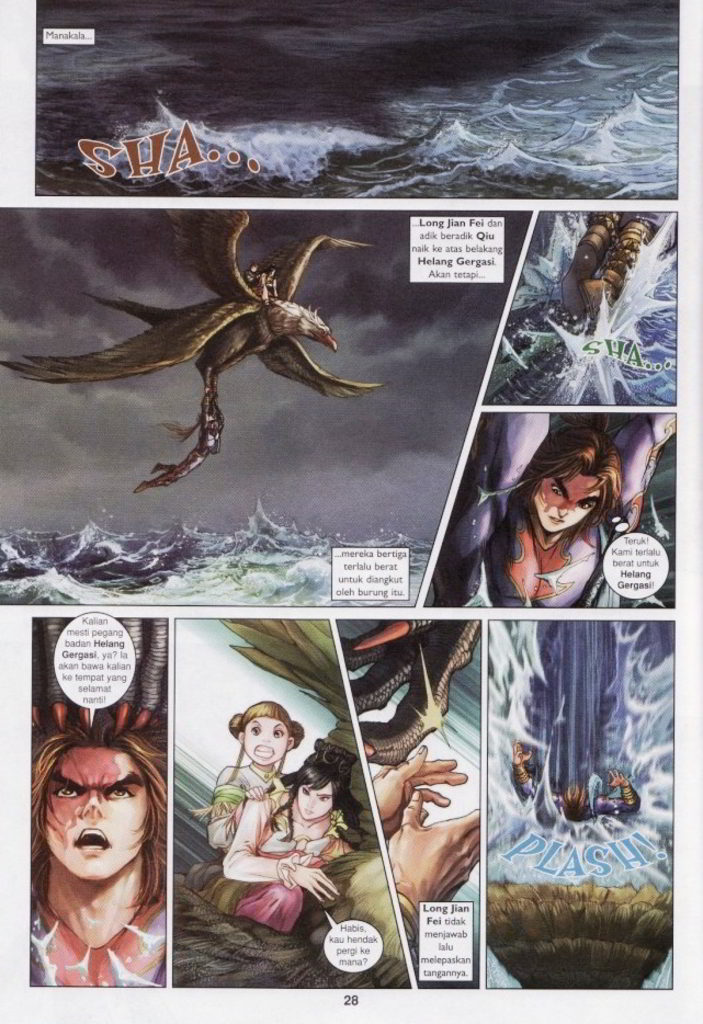 Manakala...
SHA...
...Long Jian Fei dan
adik beradik Qiu
naik ke atas belakang
Helang Gergasi.
Akan tetapi...
SHA...
...mereka bertiga
terlalu berat
untuk diangkut
oleh burung itu.
Teruk!
Kami terlalu
berat untuk
Helang
Gergasi!
Kalian
mesti pegang
badan Helang
Gergasi, ya? Ia
akan bawa kalian
ke tempat yang
selamat
nanti!
Habis,
kau hendak
pergi ke
mana?
Long Jian
Fei tidak
menjawab
lalu
melepaskan
tangannya.
PLASH!
28